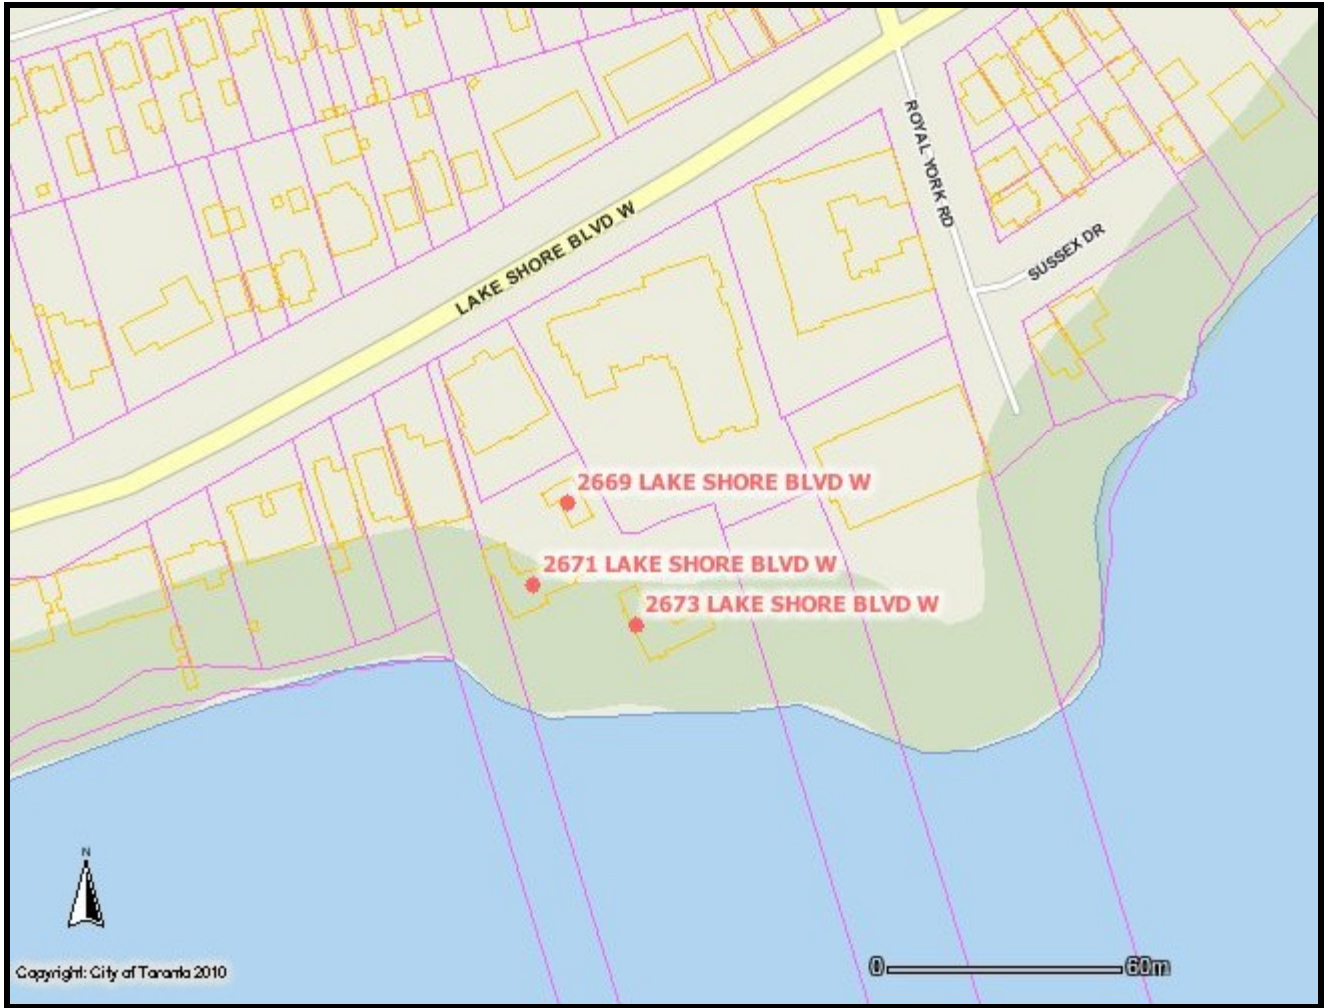 ROYAL YORK RD
LAKE SHORE BLVD W
SUSSEX DR
2669 LAKE SHORE BLVD W
2671 LAKE SHORE BLVD W
2673 LAKE SHORE BLVD W
N
Copyright: City of Toronto 2010
0 60m